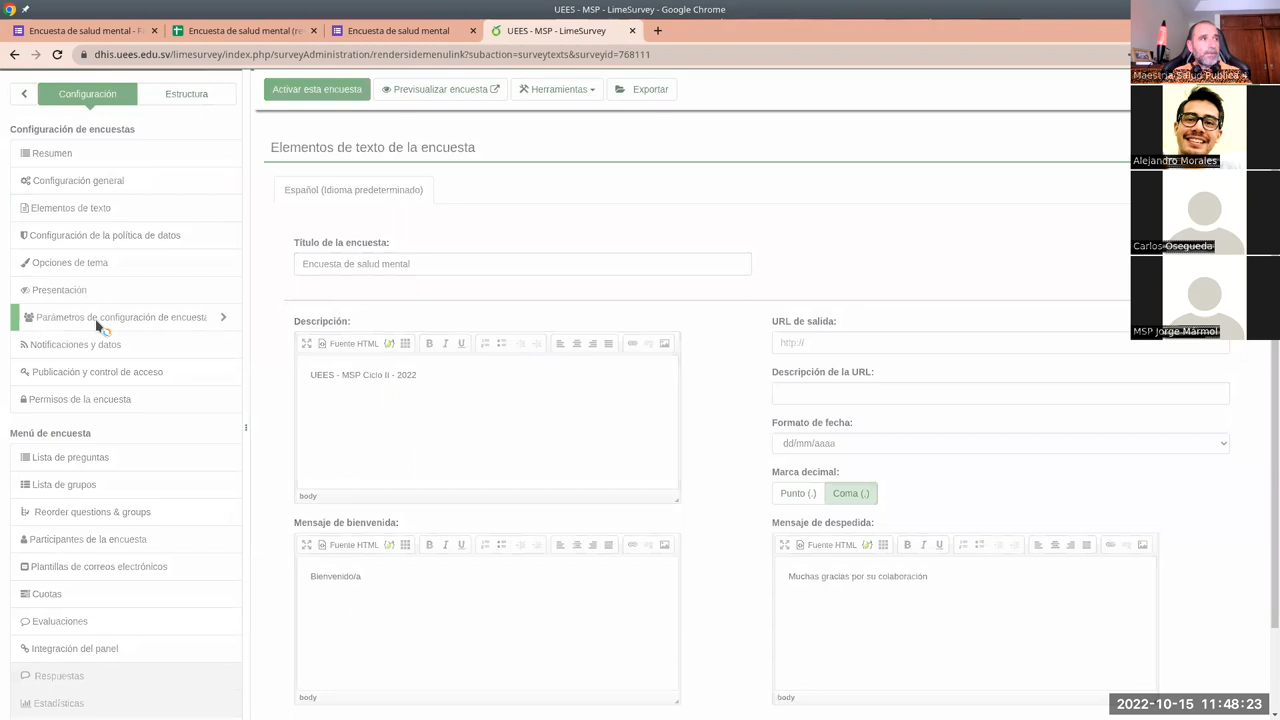 UEES - MSP - LimeSurvey - Google Chrome
Encuesta de salud mental - F
Encuesta de salud mental (re
Encuesta de salud mental
UEES - MSP - LimeSurvey
dhis.uees.edu.sv/limesurvey/index.php/surveyAdministration/rendersidemenulink?subaction=surveytexts&surveyid=768111
Maestria Salud Publica 4
Alejandro Morales
Carlos Osegueda
MSP Jorge Mármol
Configuración
Estructura
Activar esta encuesta
Previsualizar encuesta
Herramientas
Exportar
Configuración de encuestas
Resumen
Configuración general
Elementos de texto
Configuración de la política de datos
Opciones de tema
Presentación
Parámetros de configuración de encuesta
Notificaciones y datos
Publicación y control de acceso
Permisos de la encuesta
Menú de encuesta
Lista de preguntas
Lista de grupos
Reorder questions & groups
Participantes de la encuesta
Plantillas de correos electrónicos
Cuotas
Evaluaciones
Integración del panel
Respuestas
Estadísticas
Elementos de texto de la encuesta
Español (Idioma predeterminado)
Título de la encuesta:
Encuesta de salud mental
Descripción:
Fuente HTML
B I U
UEES - MSP Ciclo Ii - 2022
body
URL de salida:
http://
Descripción de la URL:
Formato de fecha:
dd/mm/aaaa
Marca decimal:
Punto (.)
Coma (,)
Mensaje de bienvenida:
Fuente HTML
B I U
Bienvenido/a
body
Mensaje de despedida:
Fuente HTML
B I U
Muchas gracias por su colaboración
body
2022-10-15 11:48:23